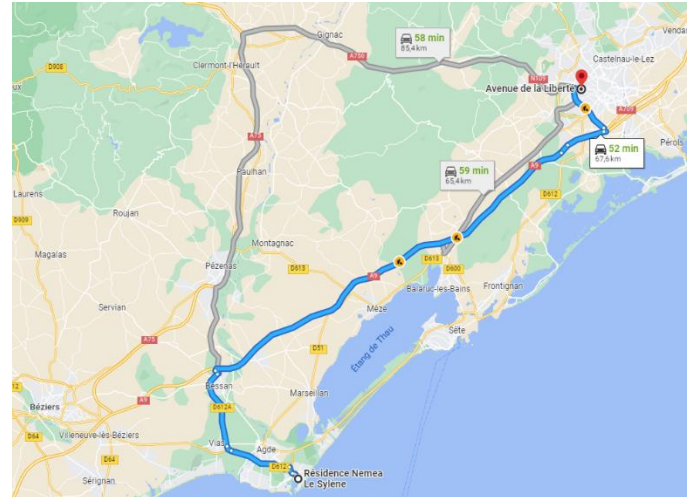 Gignac
Vendar
D908
58 min
85,4 km
A750
Clermont-l'Hérault
Castelnau-le-Lez
N109
Avenue de la Liberté
A709
A75
52 min
67,6 km
Pérols
59 min
65,4 km
A9
Paulhan
D612
Laurens
D909
Roujan
Montagnac
Magalas
Pézenas
D613
D613
D600
Frontignan
Balaruc-les-Bains
A9
Servian
Mèze
Sète
Étang de Thau
A75
D51
Bessan
Marseillan
A9
D612A
Béziers
D64
Villeneuve-lès-Béziers
Vias
Agde
D64
D612
Résidence Nemea
Le Sylene
Sérignan